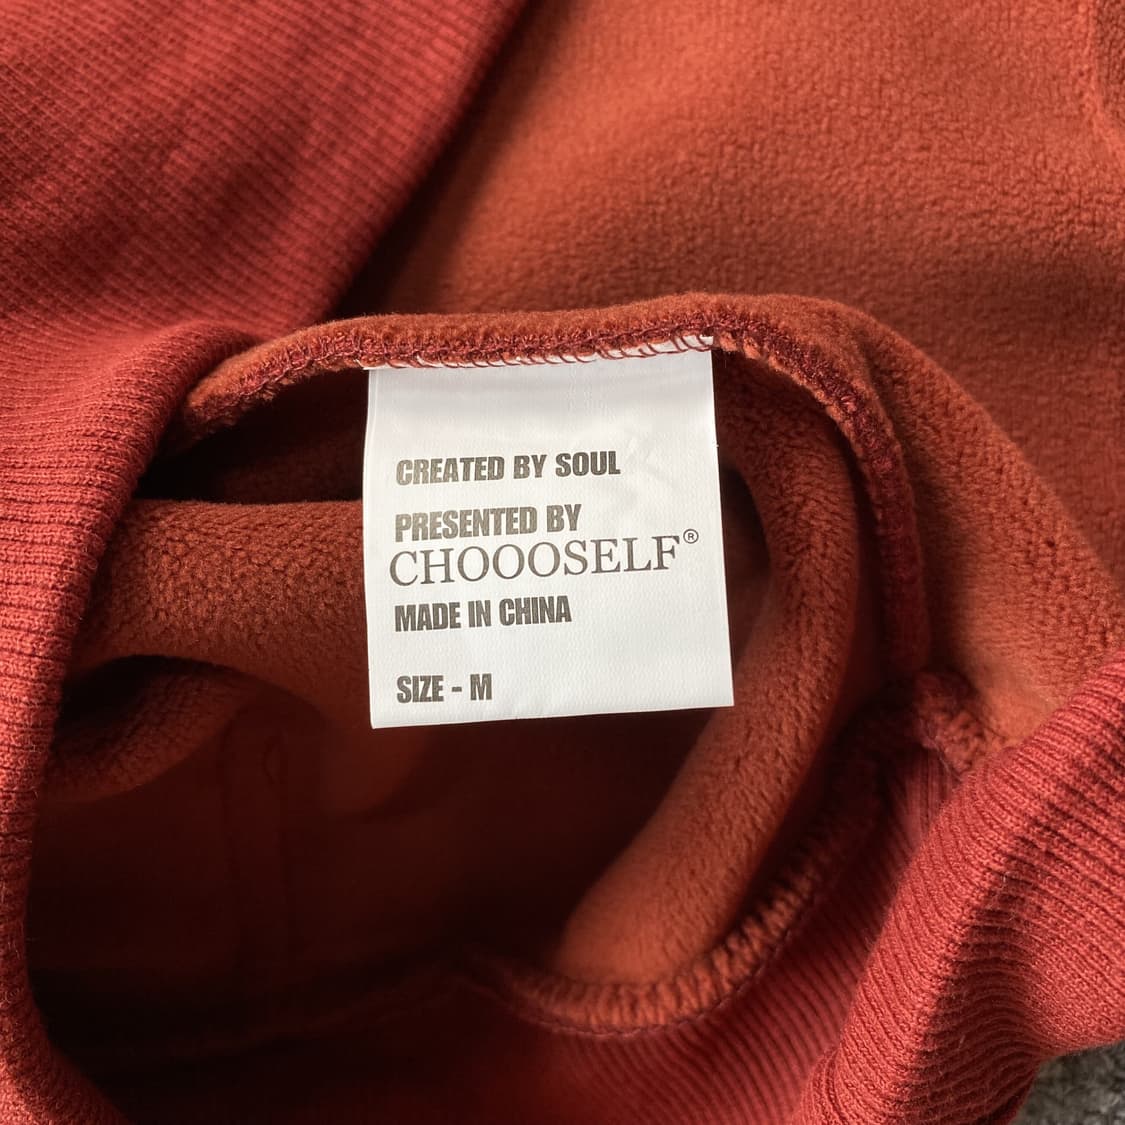 CREATED BY SOUL
PRESENTED BY
CHOOOSELF®
MADE IN CHINA
SIZE - M